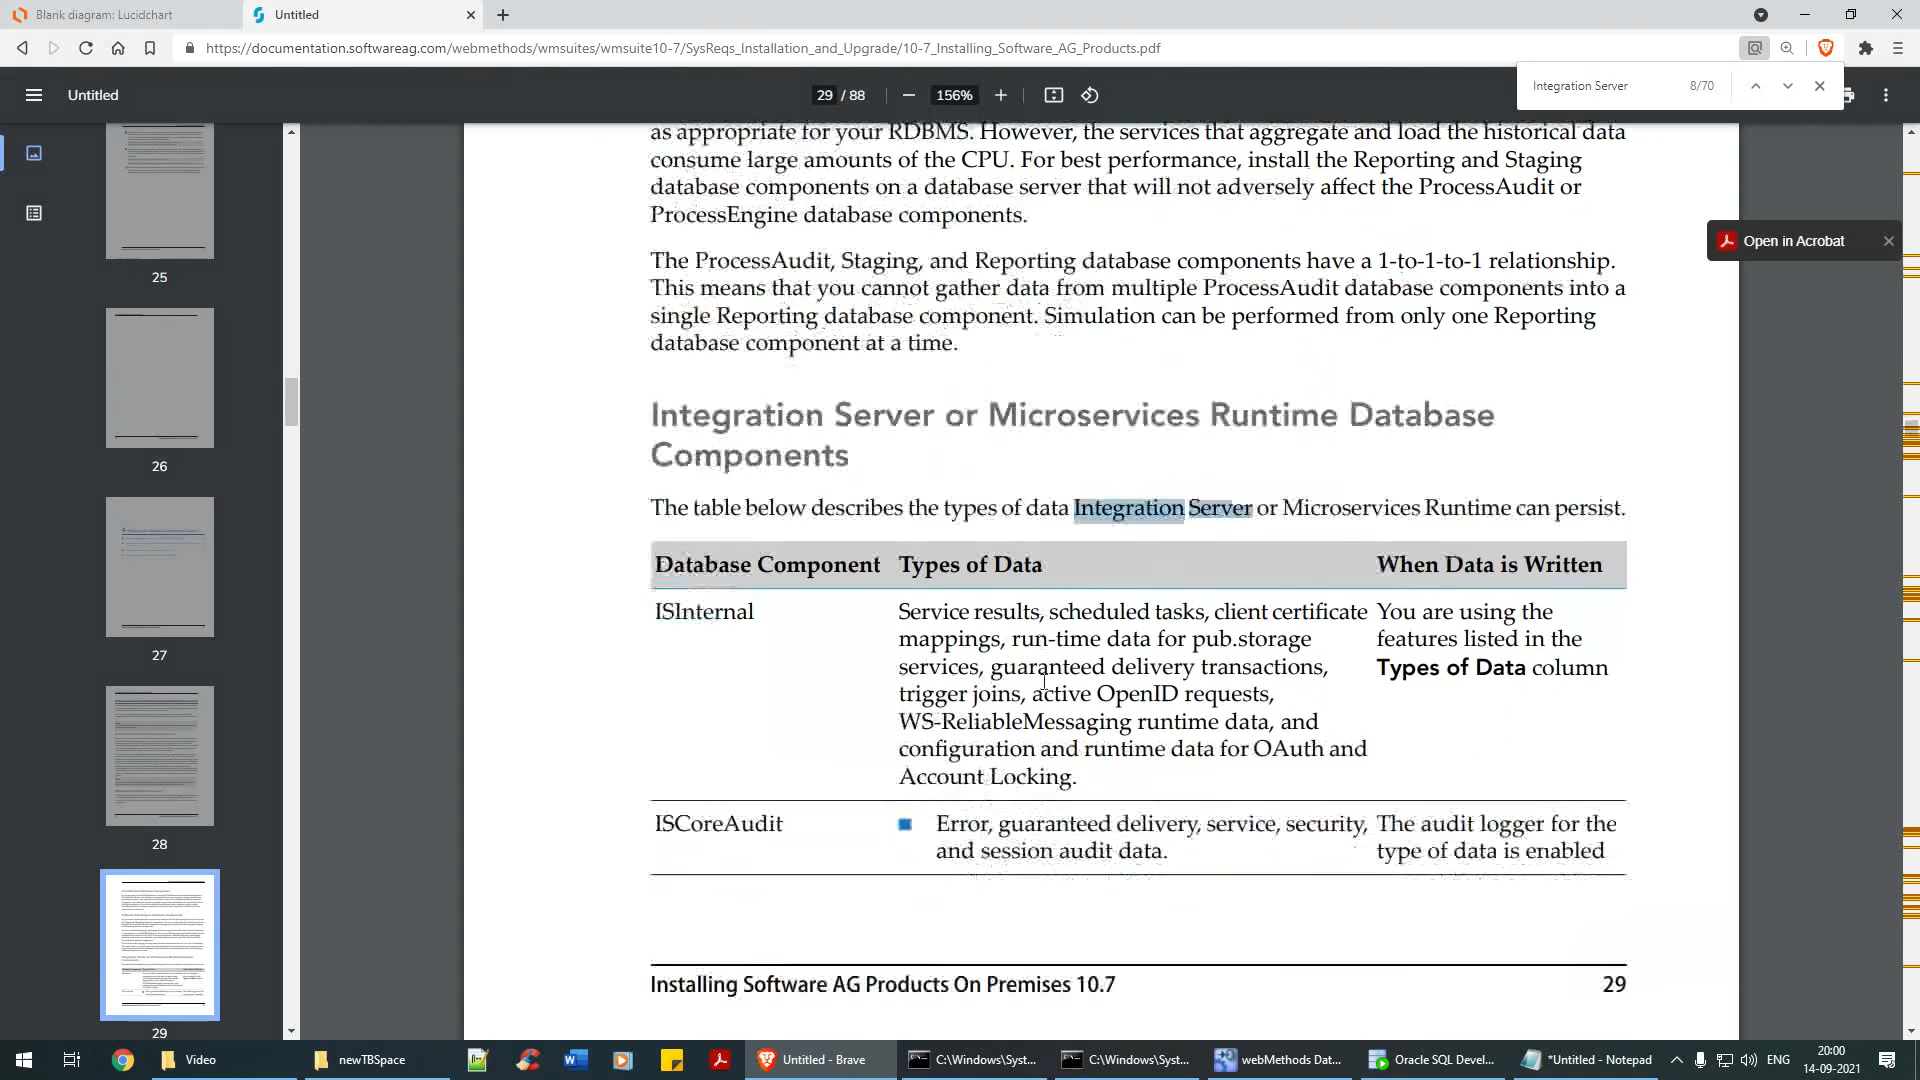 Blank diagram: Lucidchart
Untitled
https://documentation.softwareag.com/webmethods/wmsuites/wmsuite10-7/SysReqs_Installation_and_Upgrade/10-7_Installing_Software_AG_Products.pdf
Integration Server 8/70
Untitled
29 / 88
156%
Open in Acrobat
25
26
27
28
29
as appropriate for your RDBMS. However, the services that aggregate and load the historical data
consume large amounts of the CPU. For best performance, install the Reporting and Staging
database components on a database server that will not adversely affect the ProcessAudit or
ProcessEngine database components.
The ProcessAudit, Staging, and Reporting database components have a 1-to-1-to-1 relationship.
This means that you cannot gather data from multiple ProcessAudit database components into a
single Reporting database component. Simulation can be performed from only one Reporting
database component at a time.
Integration Server or Microservices Runtime Database
Components
The table below describes the types of data Integration Server or Microservices Runtime can persist.
Database Component Types of Data When Data is Written
ISInternal
Service results, scheduled tasks, client certificate
mappings, run-time data for pub.storage
services, guaranteed delivery transactions,
trigger joins, active OpenID requests,
WS-ReliableMessaging runtime data, and
configuration and runtime data for OAuth and
Account Locking.
You are using the
features listed in the
Types of Data column
ISCoreAudit
Error, guaranteed delivery, service, security,
and session audit data.
The audit logger for the
type of data is enabled
Installing Software AG Products On Premises 10.7 29
Video
newTBSpace
Untitled - Brave
C:\Windows\Syst...
C:\Windows\Syst...
webMethods Dat...
Oracle SQL Devel...
*Untitled - Notepad
ENG
20:00
14-09-2021